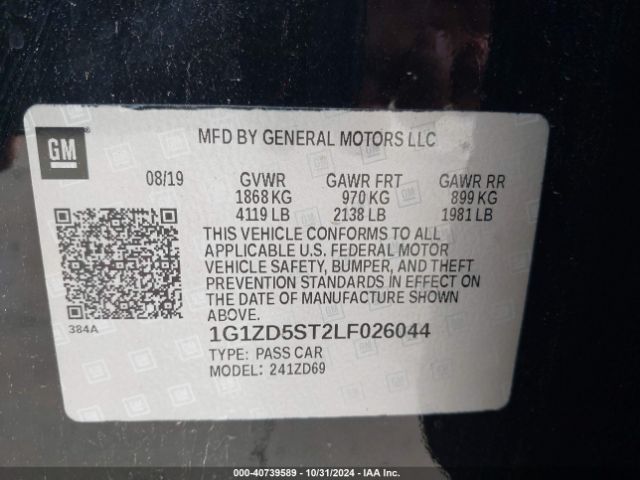 GM
MFD BY GENERAL MOTORS LLC
08/19 GVWR GAWR FRT GAWR RR
1868 KG 970 KG 899 KG
4119 LB 2138 LB 1981 LB
THIS VEHICLE CONFORMS TO ALL
APPLICABLE U.S. FEDERAL MOTOR
VEHICLE SAFETY, BUMPER, AND THEFT
PREVENTION STANDARDS IN EFFECT ON
THE DATE OF MANUFACTURE SHOWN
ABOVE.
384A
1G1ZD5ST2LF026044
TYPE: PASS CAR
MODEL: 241ZD69
000-40739589 - 10/31/2024 - IAA Inc.